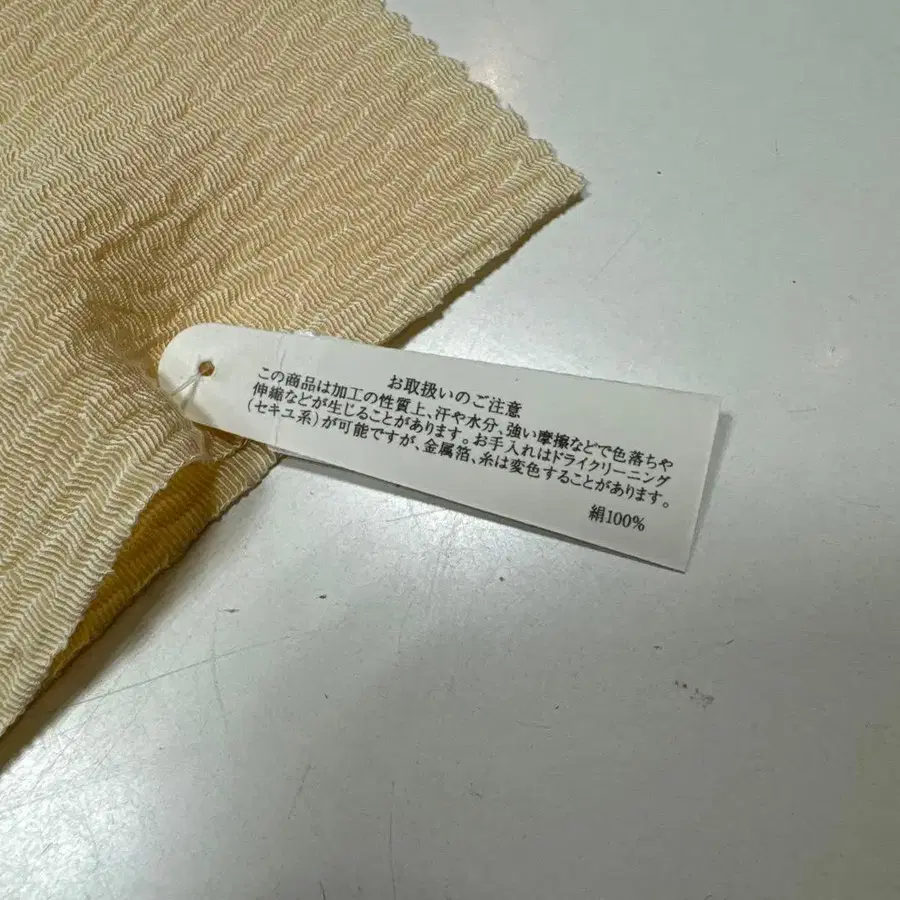 お取扱いのご注意
この商品は加工の性質上、汗や水分、強い摩擦などで色落ちや
伸縮などが生じることがあります。お手入れはドライクリーニング
(セキユ系)が可能ですが、金属箔、糸は変色することがあります。
絹100%